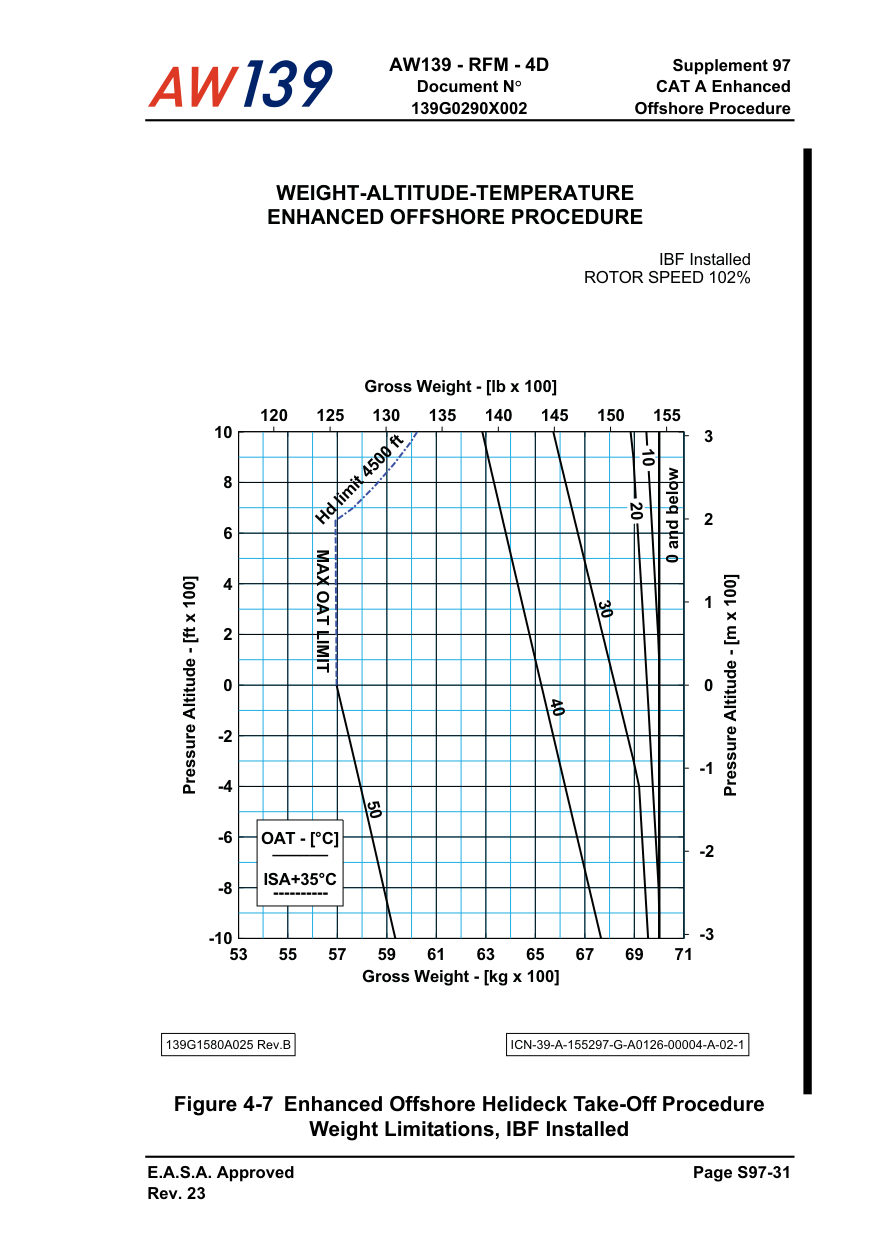 AW139
AW139 - RFM - 4D
Document N°
139G0290X002
Supplement 97
CAT A Enhanced
Offshore Procedure
WEIGHT-ALTITUDE-TEMPERATURE
ENHANCED OFFSHORE PROCEDURE
IBF Installed
ROTOR SPEED 102%
Gross Weight - [lb x 100]
120 125 130 135 140 145 150 155
Pressure Altitude - [ft x 100]
10
8
6
4
2
0
-2
-4
-6
-8
-10
Hd limit 4500 ft
MAX OAT LIMIT
50
40
30
20
10
0 and below
OAT - [°C]
ISA+35°C
3
2
1
0
-1
-2
-3
Pressure Altitude - [m x 100]
53 55 57 59 61 63 65 67 69 71
Gross Weight - [kg x 100]
139G1580A025 Rev.B
ICN-39-A-155297-G-A0126-00004-A-02-1
Figure 4-7 Enhanced Offshore Helideck Take-Off Procedure
Weight Limitations, IBF Installed
E.A.S.A. Approved
Rev. 23
Page S97-31